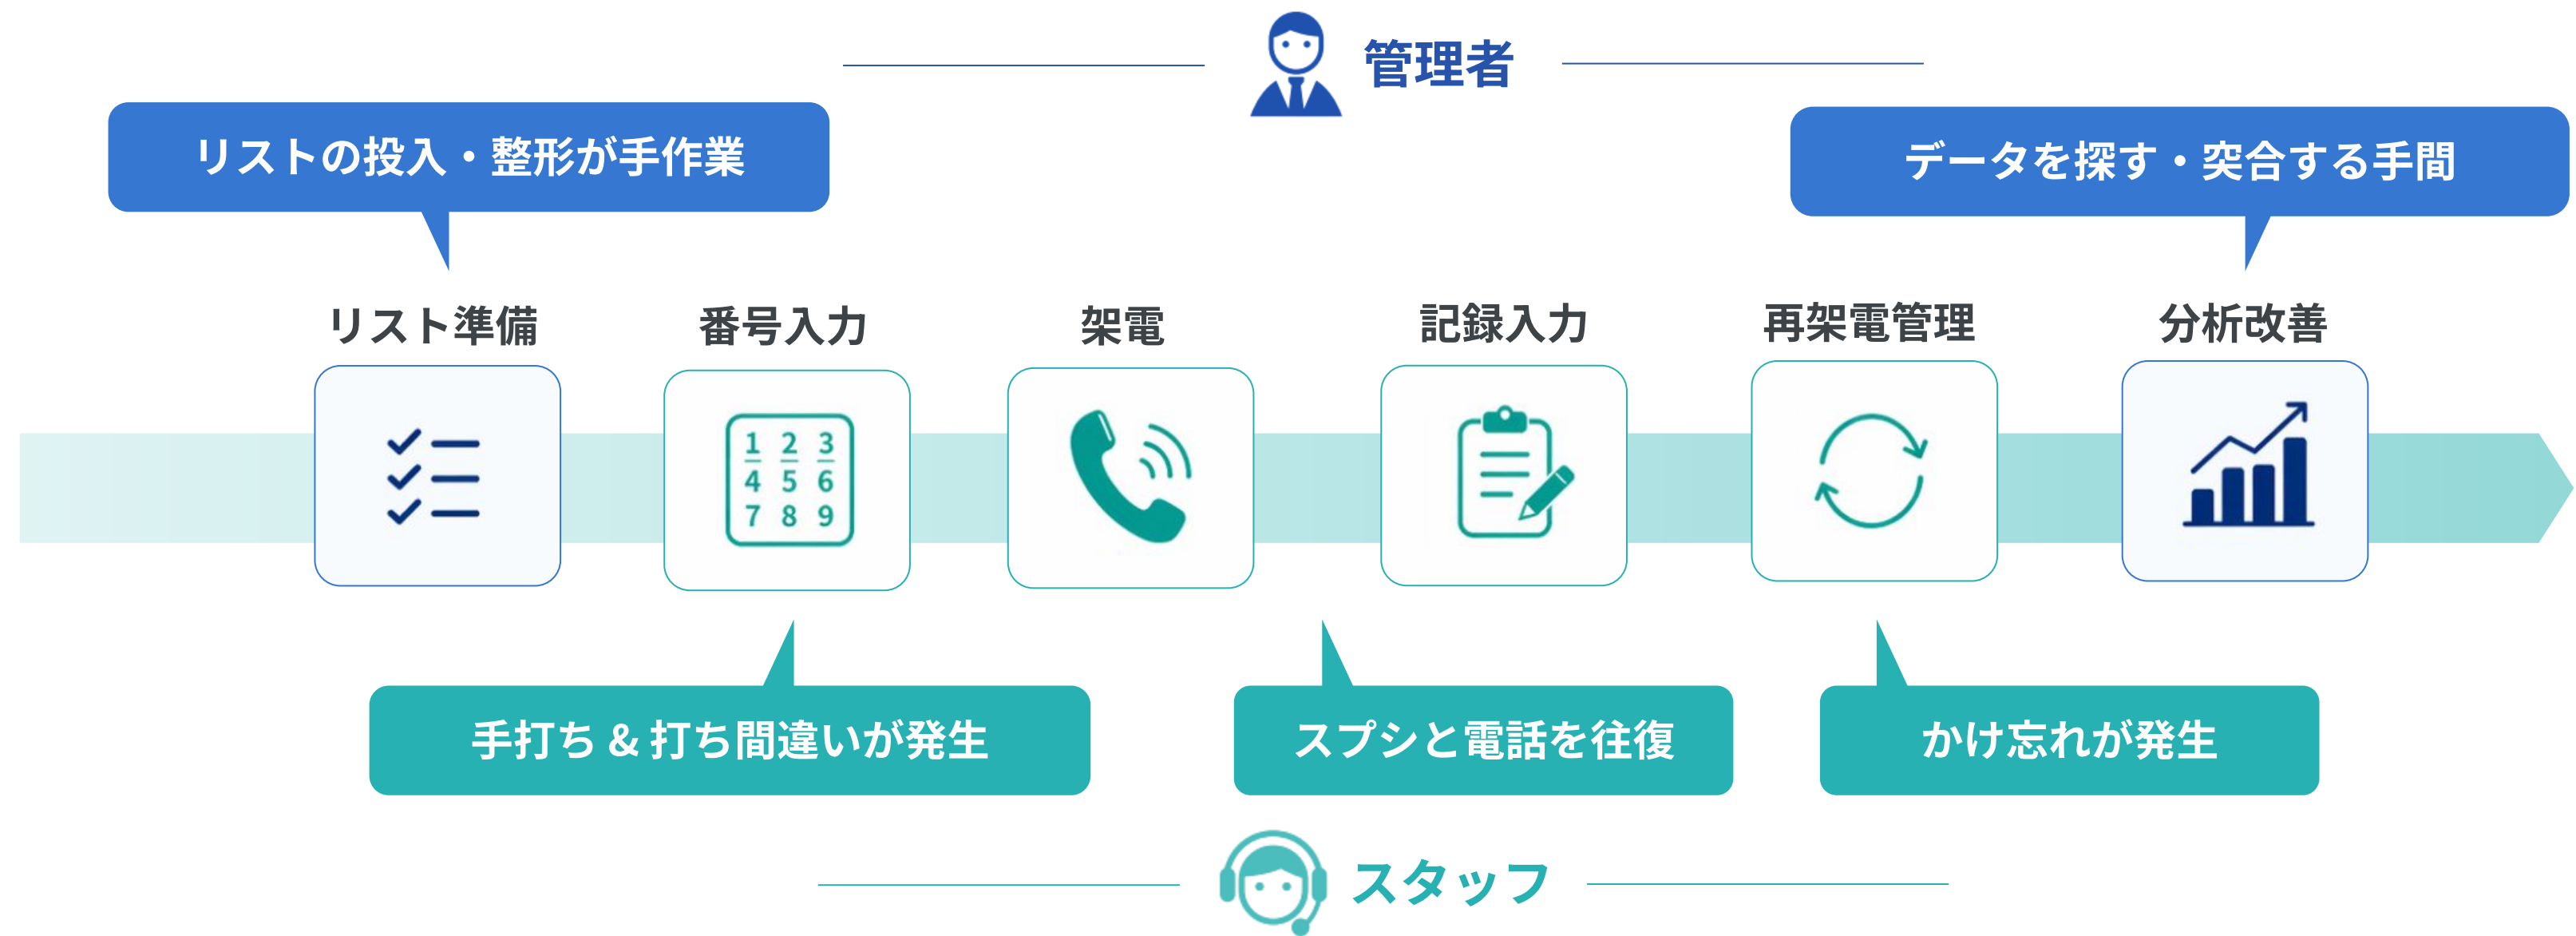 管理者
リストの投入・整形が手作業
データを探す・突合する手間
リスト準備
番号入力
架電
記録入力
再架電管理
分析改善
1 2 3
4 5 6
7 8 9
手打ち & 打ち間違いが発生
スプシと電話を往復
かけ忘れが発生
スタッフ